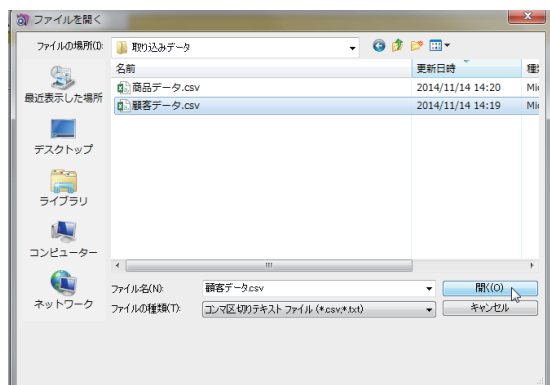 ファイルを開く
ファイルの場所(I):
取り込みデータ
名前
更新日時
商品データ.csv
2014/11/14 14:20
顧客データ.csv
2014/11/14 14:19
最近表示した場所
デスクトップ
ライブラリ
コンピューター
ネットワーク
ファイル名(N):
顧客データ.csv
開く(O)
ファイルの種類(T):
コンマ区切りテキスト ファイル (*.csv;*.txt)
キャンセル